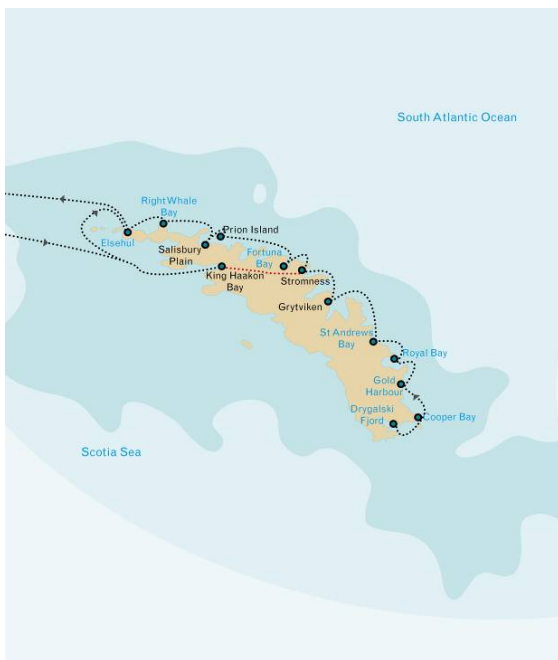 South Atlantic Ocean
Right Whale
Bay
Prion Island
Elsehul
Salisbury
Plain
Fortuna
Bay
King Haakon
Bay
Stromness
Grytviken
St Andrews
Bay
Royal Bay
Gold
Harbour
Drygalski
Fjord
Cooper Bay
Scotia Sea